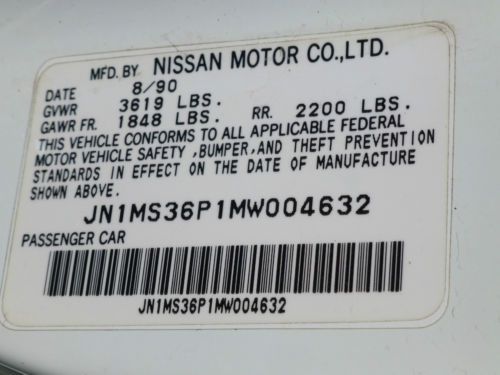 MFD. BY NISSAN MOTOR CO.,LTD.
DATE 8/90
GVWR 3619 LBS.
GAWR FR. 1848 LBS. RR. 2200 LBS.
THIS VEHICLE CONFORMS TO ALL APPLICABLE FEDERAL
MOTOR VEHICLE SAFETY ,BUMPER,AND THEFT PREVENTION
STANDARDS IN EFFECT ON THE DATE OF MANUFACTURE
SHOWN ABOVE.
JN1MS36P1MW004632
PASSENGER CAR
JN1MS36P1MW004632